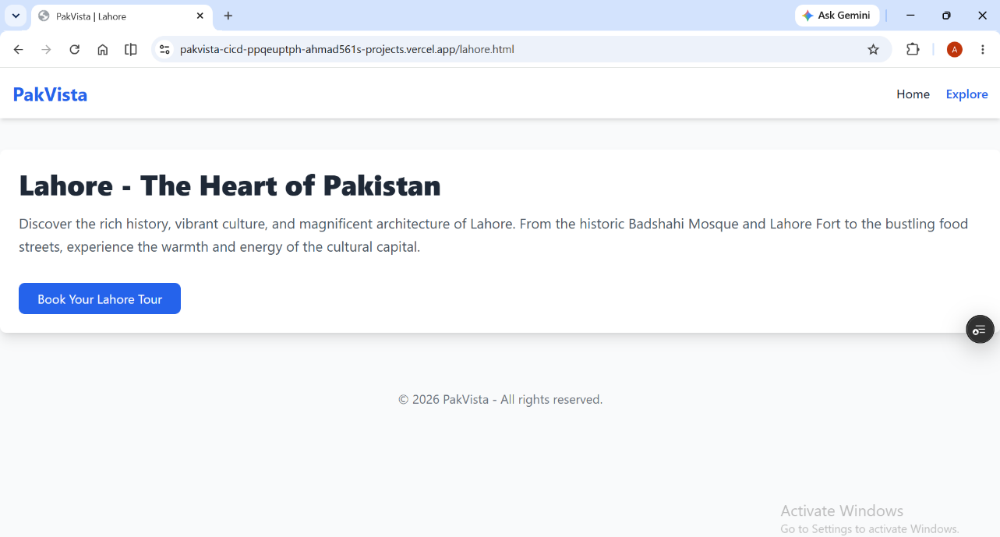 PakVista | Lahore
Ask Gemini
pakvista-cicd-ppqeuptph-ahmad561s-projects.vercel.app/lahore.html
A
PakVista
Home
Explore
Lahore - The Heart of Pakistan
Discover the rich history, vibrant culture, and magnificent architecture of Lahore. From the historic Badshahi Mosque and Lahore Fort to the bustling food
streets, experience the warmth and energy of the cultural capital.
Book Your Lahore Tour
© 2026 PakVista - All rights reserved.
Activate Windows
Go to Settings to activate Windows.